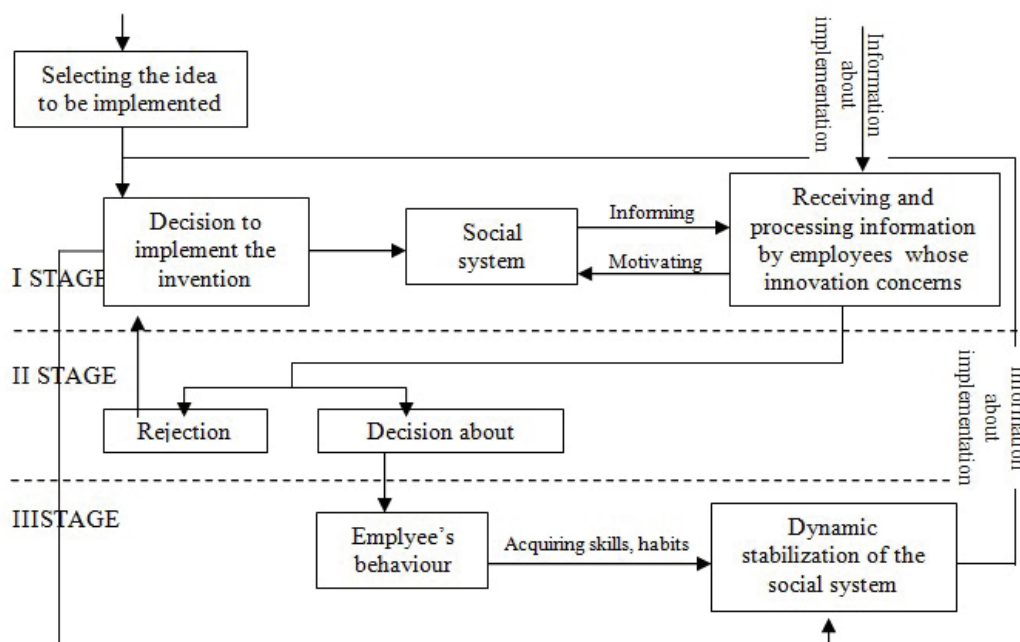 Selecting the idea
to be implemented
Information
about
implementation
Decision to
implement the
invention
Social
system
Informing
Motivating
Receiving and
processing information
by employees whose
innovation concerns
I STAGE
II STAGE
Rejection
Decision about
Information
about
implementation
IIISTAGE
Emplyee's
behaviour
Acquiring skills, habits
Dynamic
stabilization of the
social system